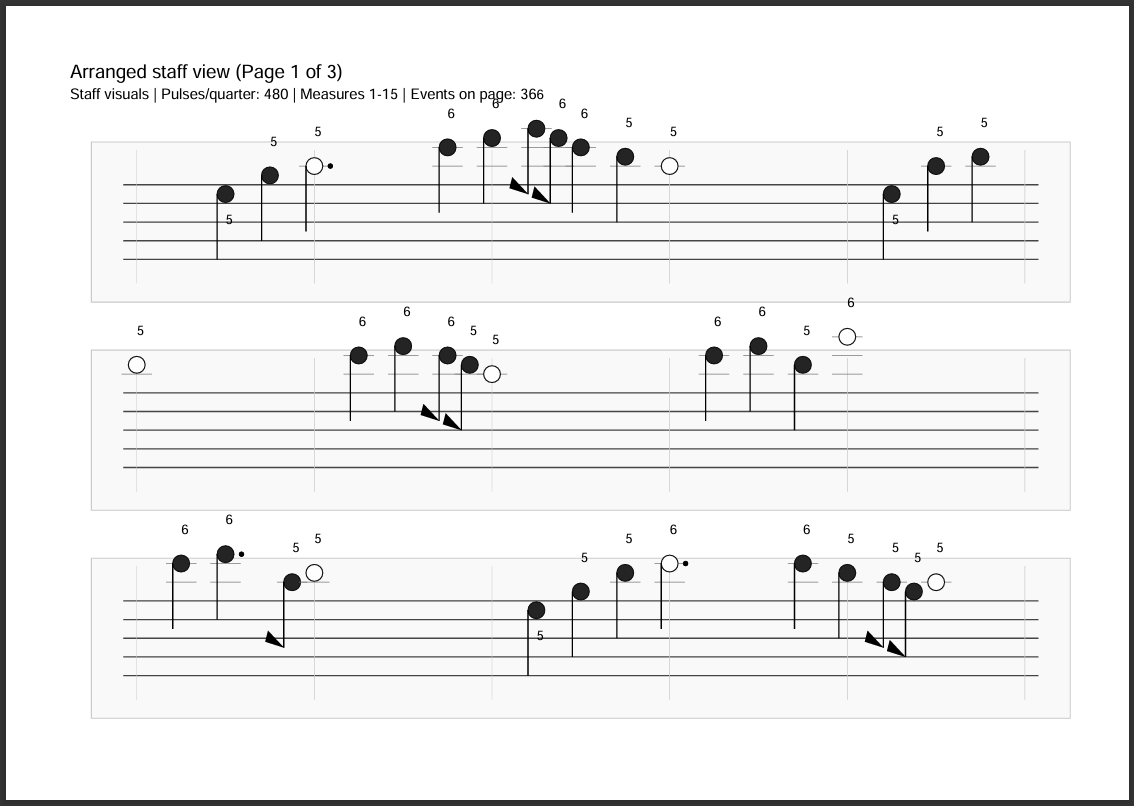 Arranged staff view (Page 1 of 3)
Staff visuals | Pulses/quarter: 480 | Measures 1-15 | Events on page: 366
5 5 5 6 6 6 6 5 5 5 5 5
5 6 6 6 5 5 6 6 5 6
6 6 5 5 5 5 5 6 6 5 5 5 5